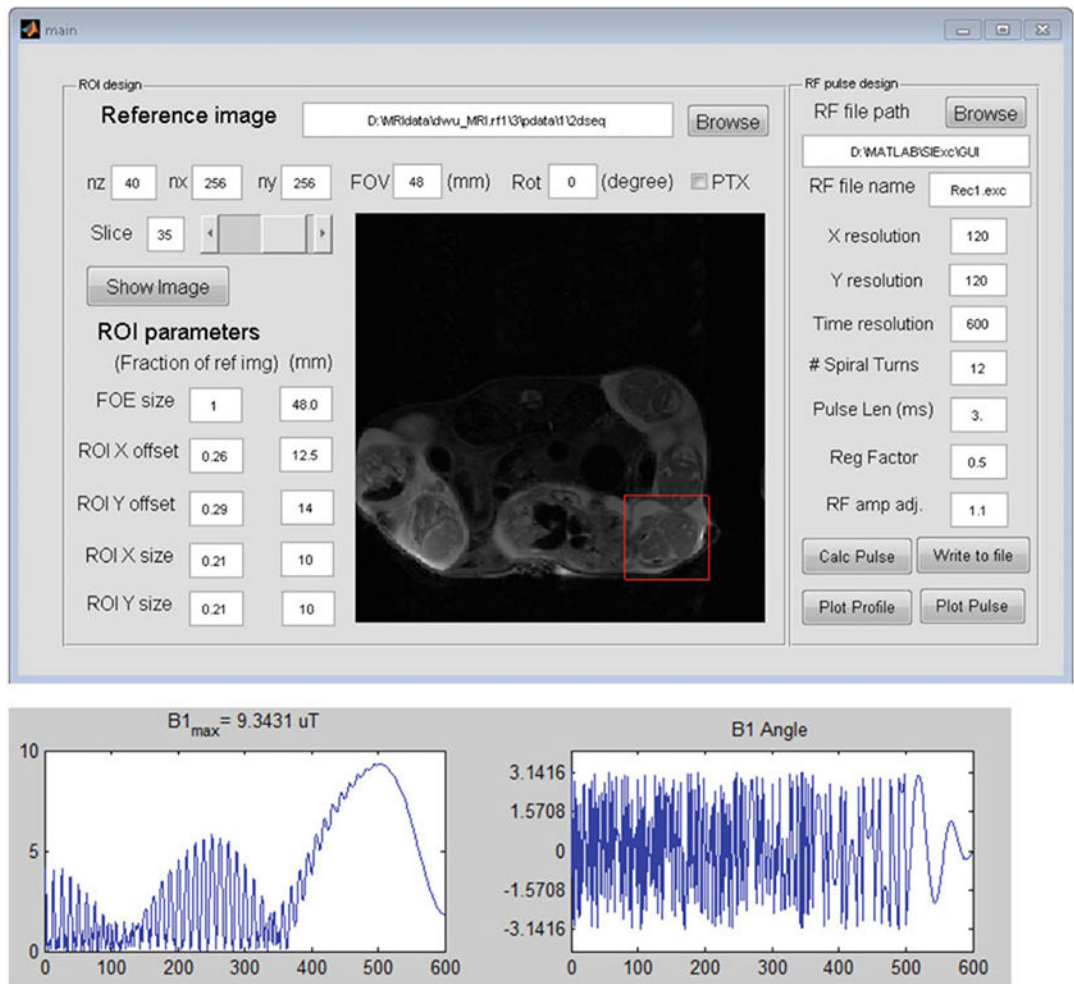 main
ROI design
Reference image
D:\MRIdata\dwu_MRI.rf1\3\pdata\1\2dseq
Browse
nz 40 nx 256 ny 256 FOV 48 (mm) Rot 0 (degree) PTX
Slice 35
Show Image
ROI parameters
(Fraction of ref img) (mm)
FOE size 1 48.0
ROI X offset 0.26 12.5
ROI Y offset 0.29 14
ROI X size 0.21 10
ROI Y size 0.21 10
RF pulse design
RF file path Browse
D:\MATLAB\SIExc\GUI
RF file name Rec1.exc
X resolution 120
Y resolution 120
Time resolution 600
# Spiral Turns 12
Pulse Len (ms) 3.
Reg Factor 0.5
RF amp adj. 1.1
Calc Pulse Write to file
Plot Profile Plot Pulse
B1max= 9.3431 uT
10
5
0
0 100 200 300 400 500 600
B1 Angle
3.1416
1.5708
0
-1.5708
-3.1416
0 100 200 300 400 500 600